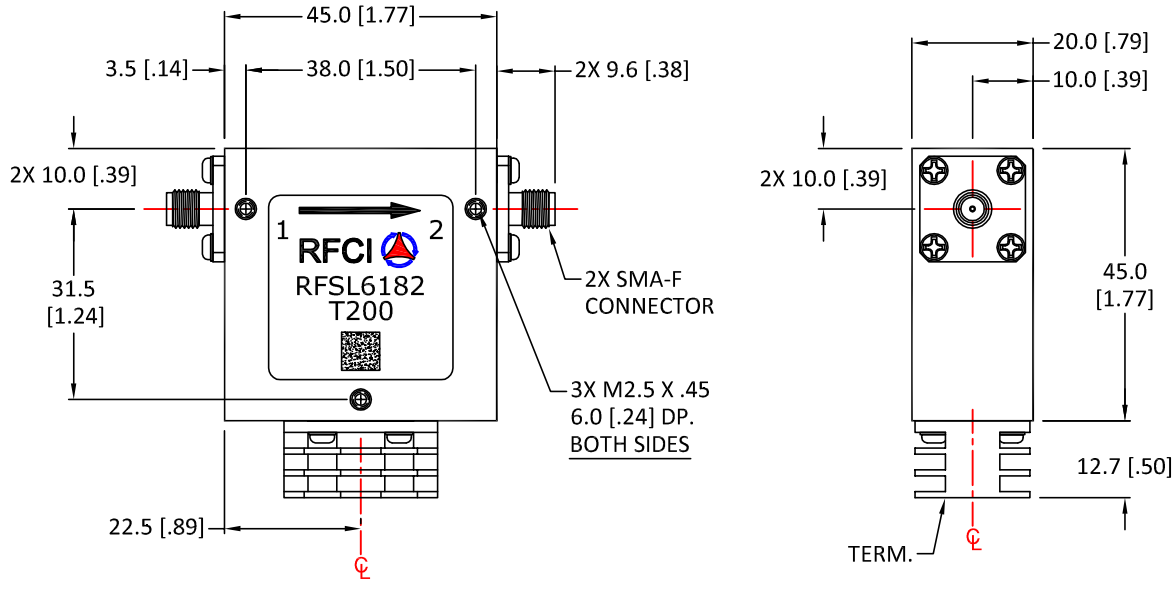 45.0 [1.77]
3.5 [.14]
38.0 [1.50]
2X 9.6 [.38]
2X 10.0 [.39]
31.5
[1.24]
1
2
RFCI
RFSL6182
T200
2X SMA-F
CONNECTOR
3X M2.5 X .45
6.0 [.24] DP.
BOTH SIDES
22.5 [.89]
CL
20.0 [.79]
10.0 [.39]
2X 10.0 [.39]
45.0
[1.77]
12.7 [.50]
TERM.
CL